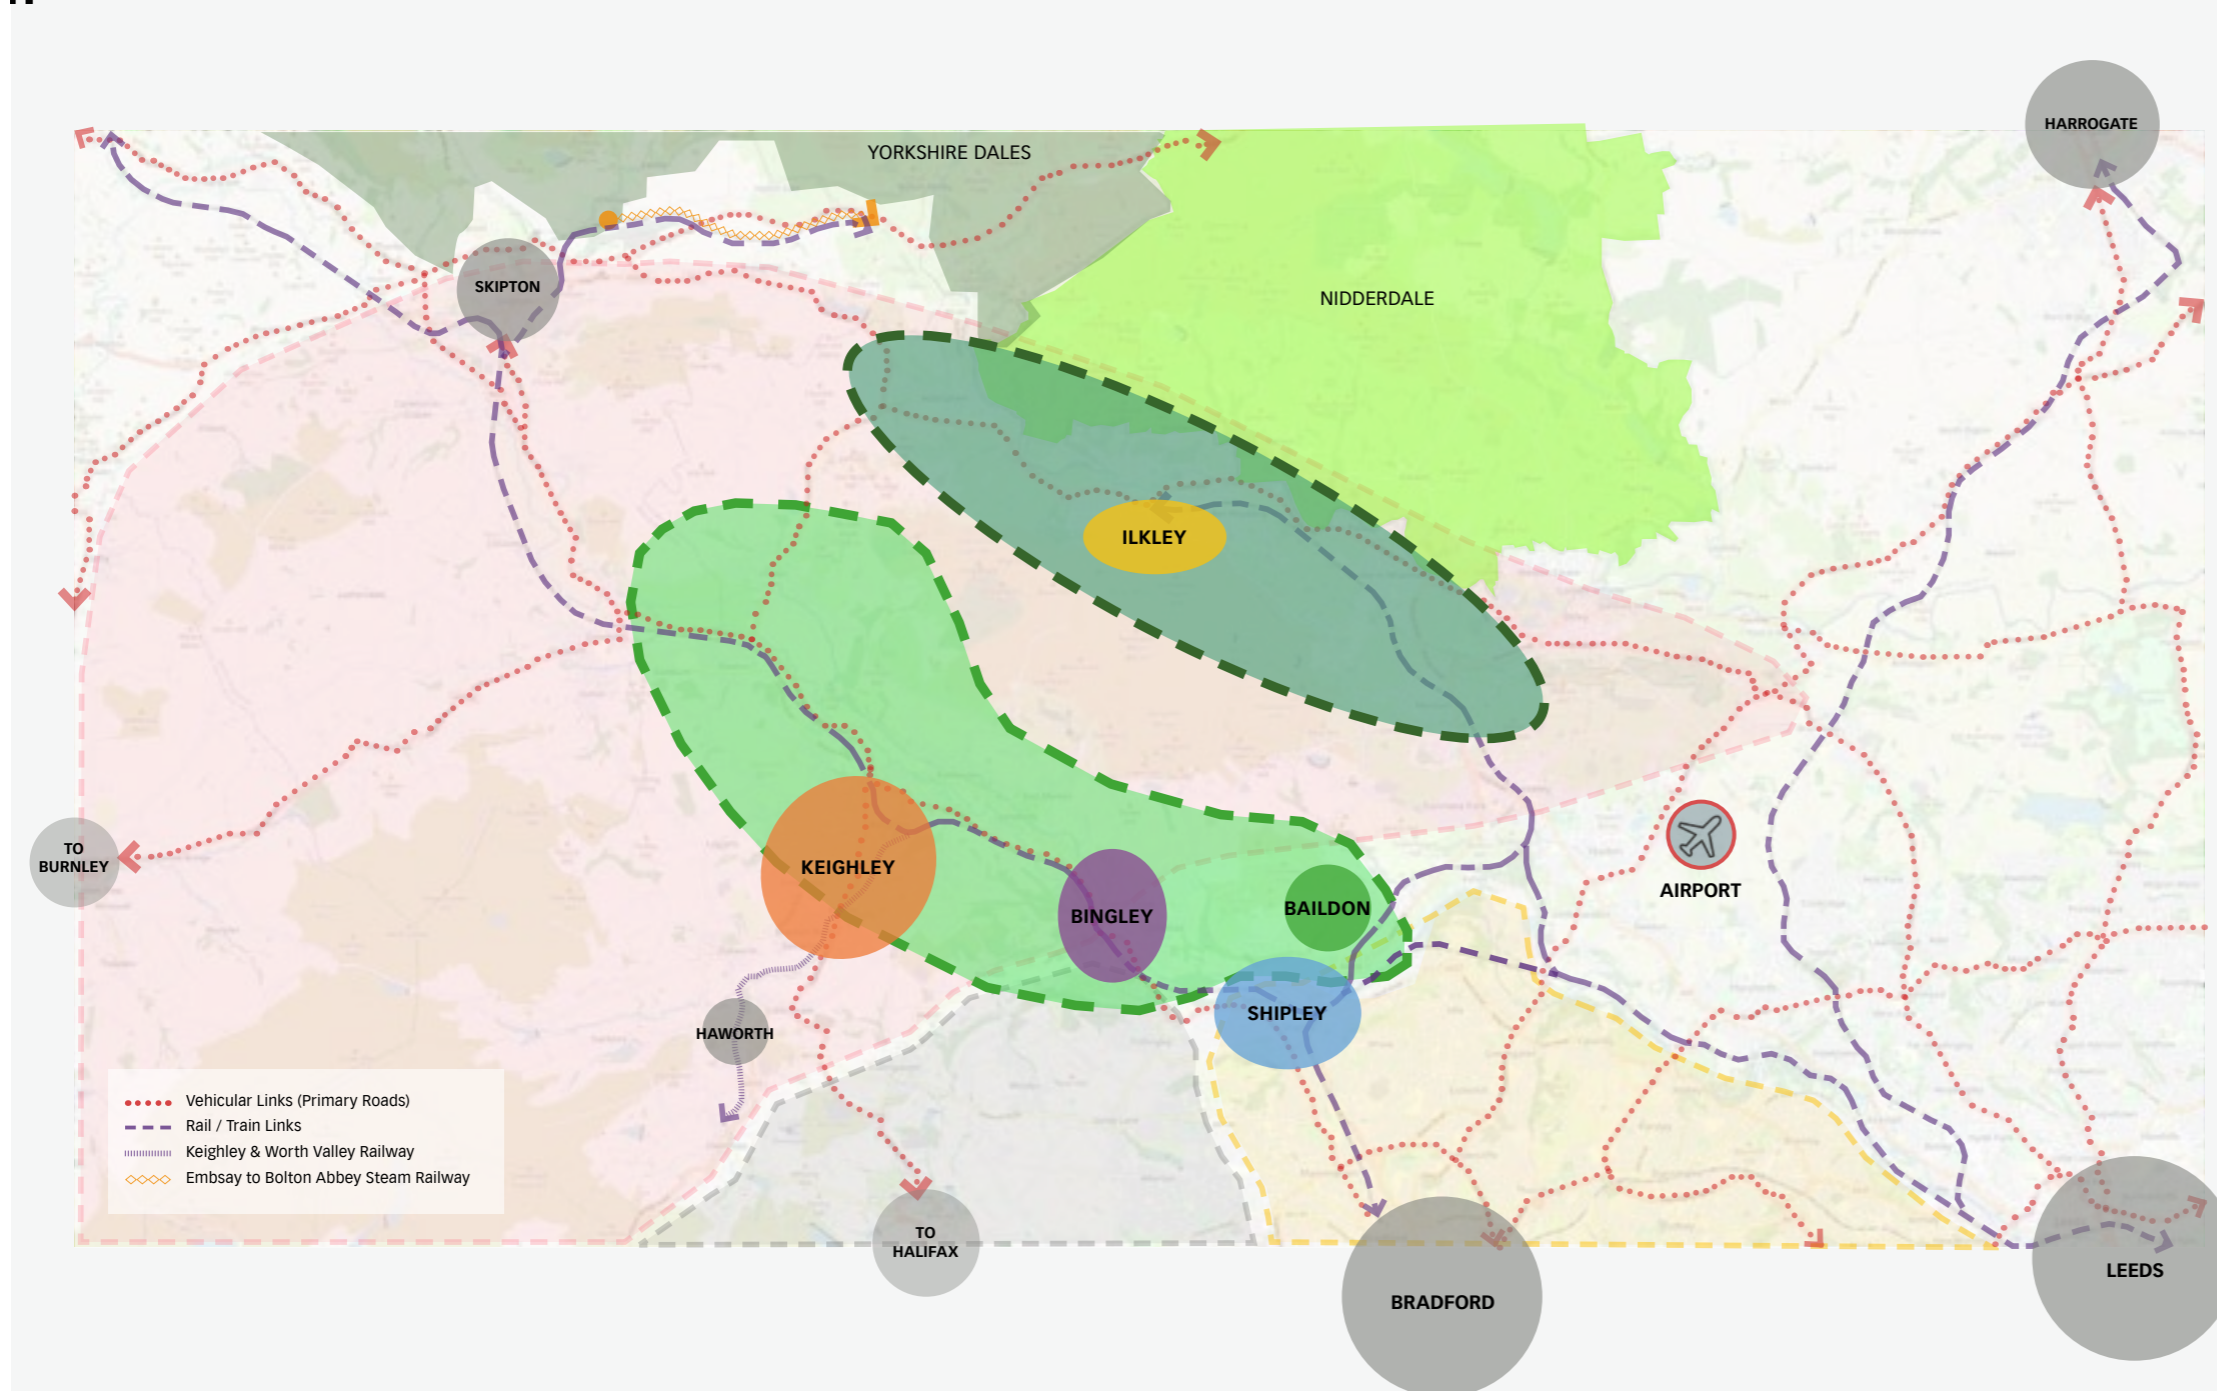 HARROGATE
YORKSHIRE DALES
SKIPTON
NIDDERDALE
ILKLEY
TO
BURNLEY
KEIGHLEY
BINGLEY
BAILDON
AIRPORT
SHIPLEY
HAWORTH
Vehicular Links (Primary Roads)
Rail / Train Links
Keighley & Worth Valley Railway
Embsay to Bolton Abbey Steam Railway
TO
HALIFAX
BRADFORD
LEEDS